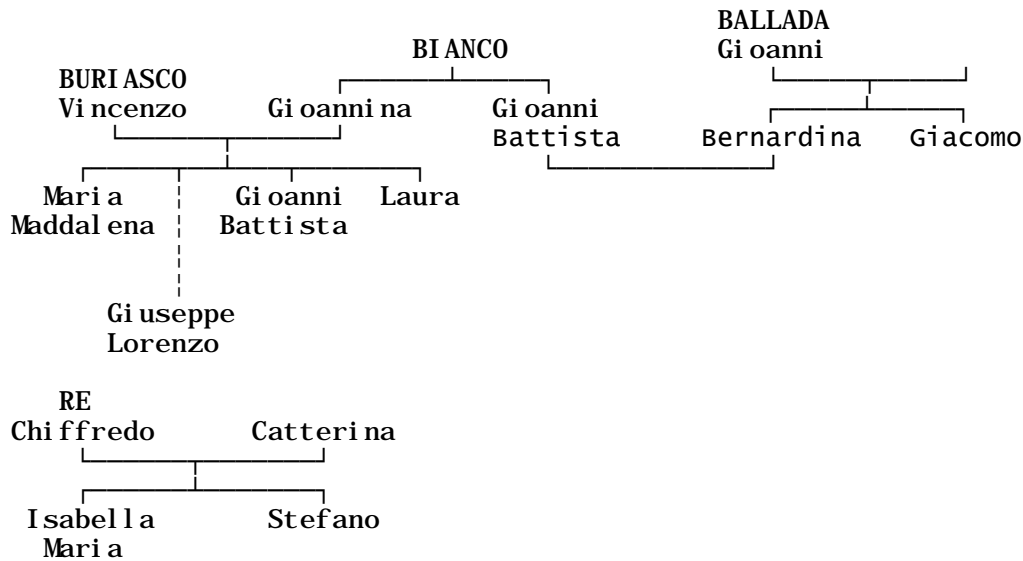 BALLADA
BIANCO Gioanni
BURIASCO
Vincenzo Gioannina Gioanni
Battista Bernardina Giacomo
Maria Gioanni Laura
Maddalena Battista
Giuseppe
Lorenzo
RE
Chiffredo Catterina
Isabella Stefano
Maria